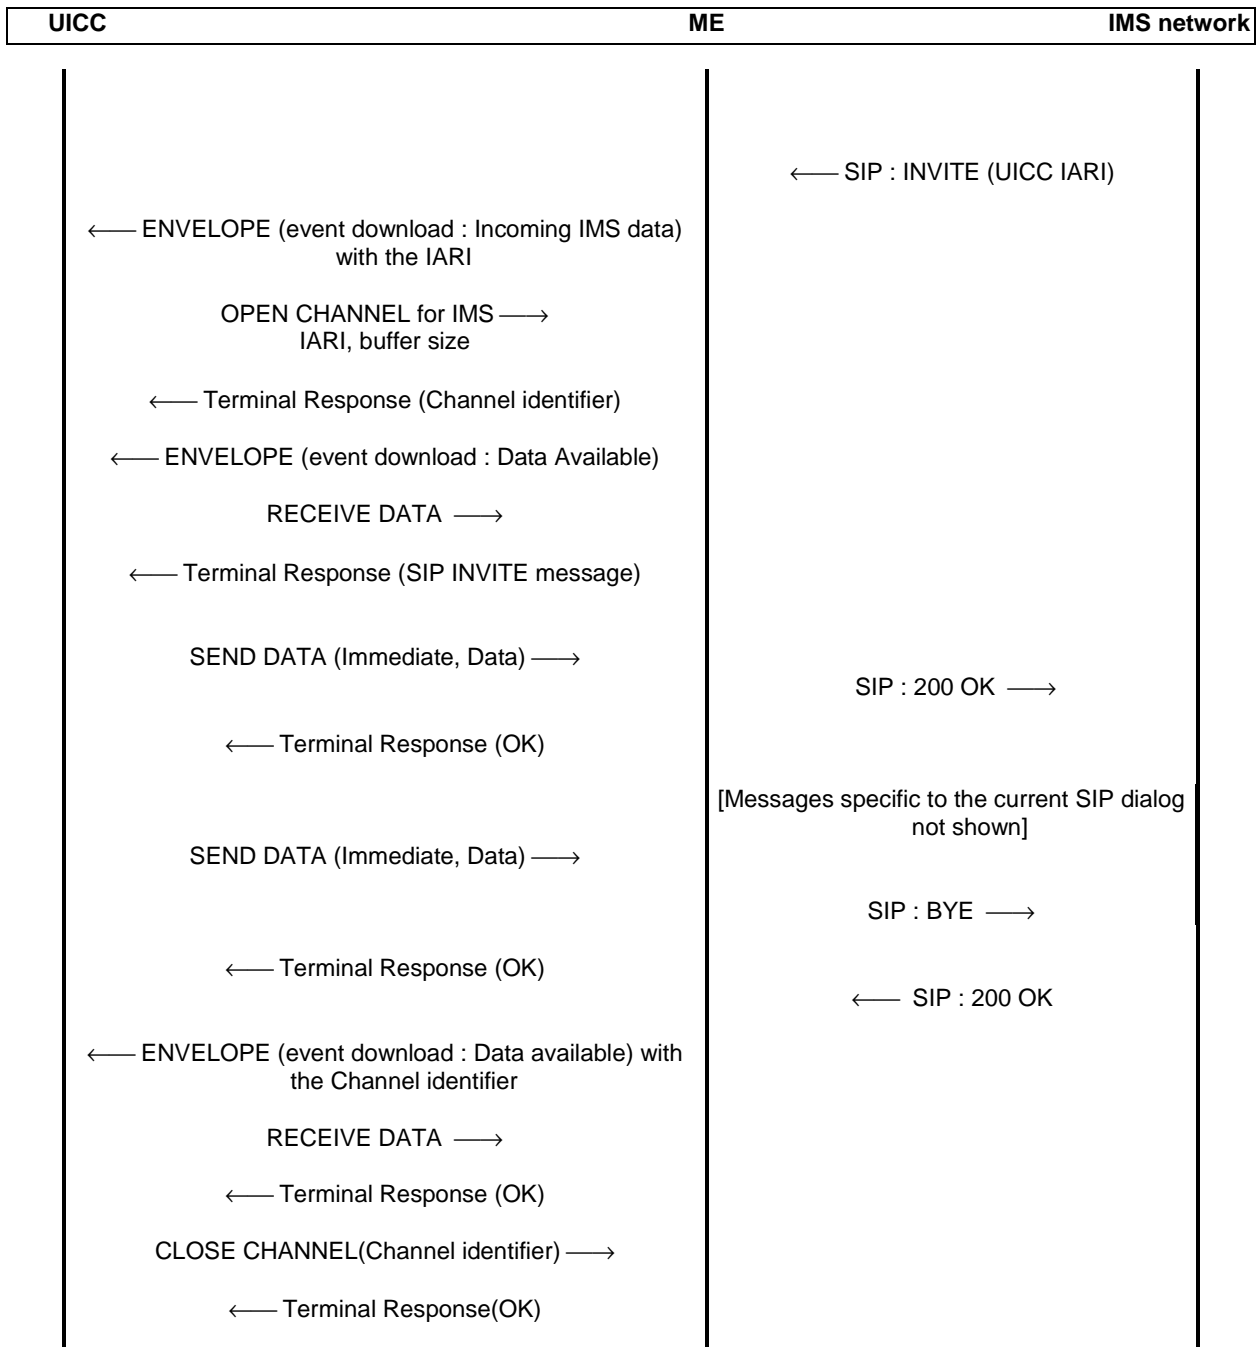 UICC ME IMS network
← SIP : INVITE (UICC IARI)
← ENVELOPE (event download : Incoming IMS data)
with the IARI
OPEN CHANNEL for IMS →
IARI, buffer size
← Terminal Response (Channel identifier)
← ENVELOPE (event download : Data Available)
RECEIVE DATA →
← Terminal Response (SIP INVITE message)
SEND DATA (Immediate, Data) →
SIP : 200 OK →
← Terminal Response (OK)
[Messages specific to the current SIP dialog
not shown]
SEND DATA (Immediate, Data) →
SIP : BYE →
← Terminal Response (OK)
← SIP : 200 OK
← ENVELOPE (event download : Data available) with
the Channel identifier
RECEIVE DATA →
← Terminal Response (OK)
CLOSE CHANNEL(Channel identifier) →
← Terminal Response(OK)